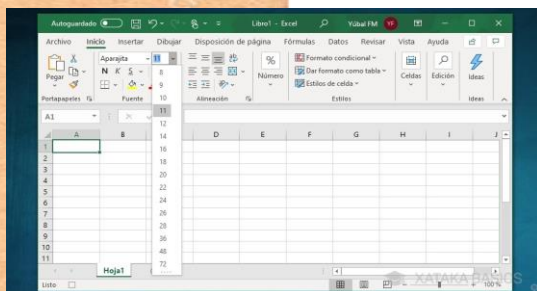 Autoguardado Libro1 - Excel Yúbal FM YF
Archivo Inicio Insertar Dibujar Disposición de página Fórmulas Datos Revisar Vista Ayuda
Aparajita 11
Pegar N K S Número
Formato condicional
Dar formato como tabla
Estilos de celda
Celdas Edición Ideas
Portapapeles Fuente Alineación Estilos Ideas
8
9
10
11
12
14
16
18
20
22
24
26
28
36
48
72
A1
A B D E F G H I J
1
2
3
4
5
6
7
8
9
10
11
Hoja1
Listo 100 %
XATAKA BASICS